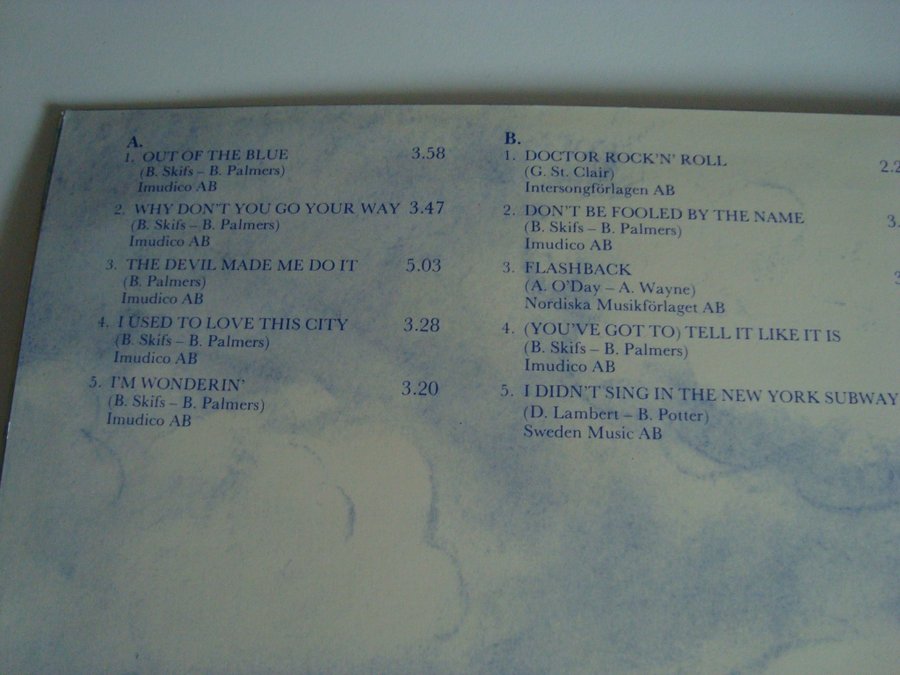 A.
1. OUT OF THE BLUE 3.58
(B. Skifs – B. Palmers)
Imudico AB
2. WHY DON'T YOU GO YOUR WAY 3.47
(B. Skifs – B. Palmers)
Imudico AB
3. THE DEVIL MADE ME DO IT 5.03
(B. Palmers)
Imudico AB
4. I USED TO LOVE THIS CITY 3.28
(B. Skifs – B. Palmers)
Imudico AB
5. I'M WONDERIN' 3.20
(B. Skifs – B. Palmers)
Imudico AB
B.
1. DOCTOR ROCK'N' ROLL
(G. St. Clair)
Intersongförlagen AB
2. DON'T BE FOOLED BY THE NAME
(B. Skifs – B. Palmers)
Imudico AB
3. FLASHBACK
(A. O'Day – A. Wayne)
Nordiska Musikförlaget AB
4. (YOU'VE GOT TO) TELL IT LIKE IT IS
(B. Skifs – B. Palmers)
Imudico AB
5. I DIDN'T SING IN THE NEW YORK SUBWAY
(D. Lambert – B. Potter)
Sweden Music AB